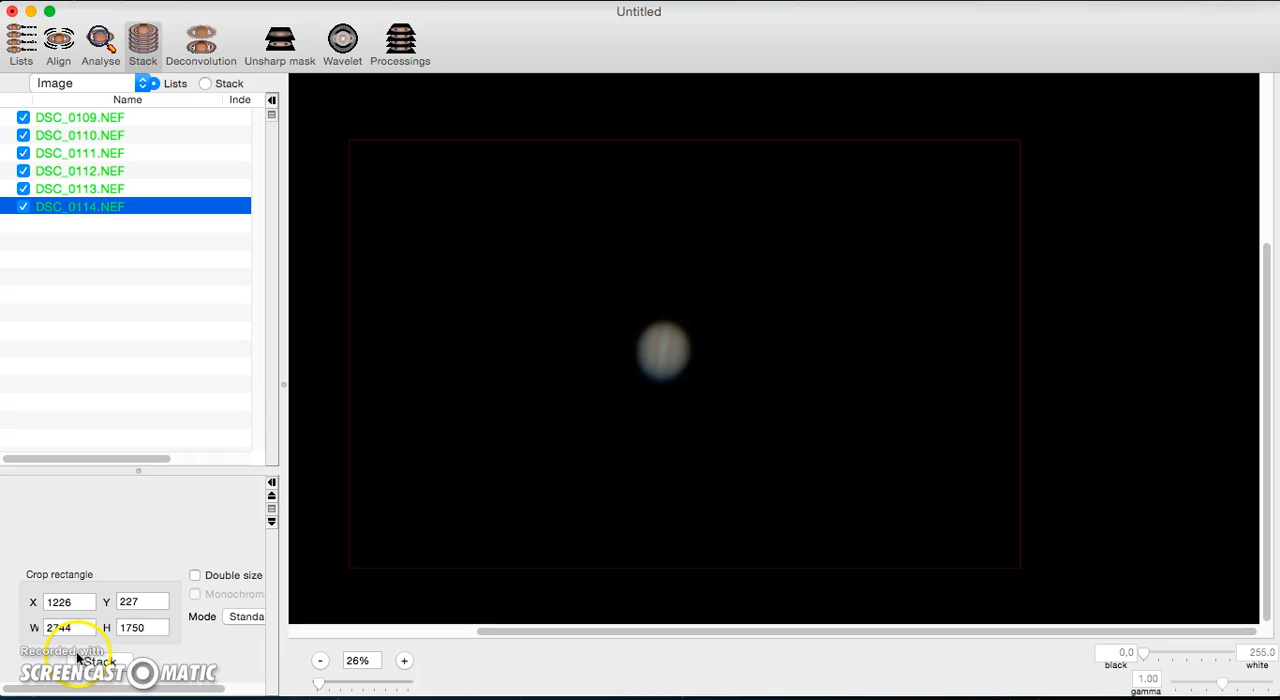 Untitled
Lists Align Analyse Stack Deconvolution Unsharp mask Wavelet Processings
Image Lists Stack
Name Inde
DSC_0109.NEF
DSC_0110.NEF
DSC_0111.NEF
DSC_0112.NEF
DSC_0113.NEF
DSC_0114.NEF
Crop rectangle Double size
X 1226 Y 227 Monochrom
Mode Standa
W 2744 H 1750
Recorded with
Stack
SCREENCAST O MATIC
- 26% +
0,0 255.0
black white
1.00
gamma